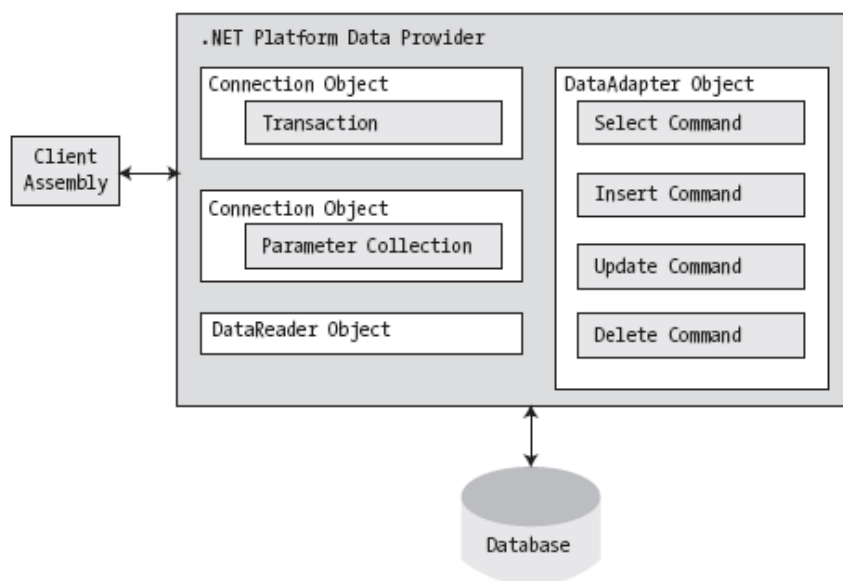 .NET Platform Data Provider
Connection Object
Transaction
DataAdapter Object
Select Command
Insert Command
Update Command
Delete Command
Client
Assembly
Connection Object
Parameter Collection
DataReader Object
Database